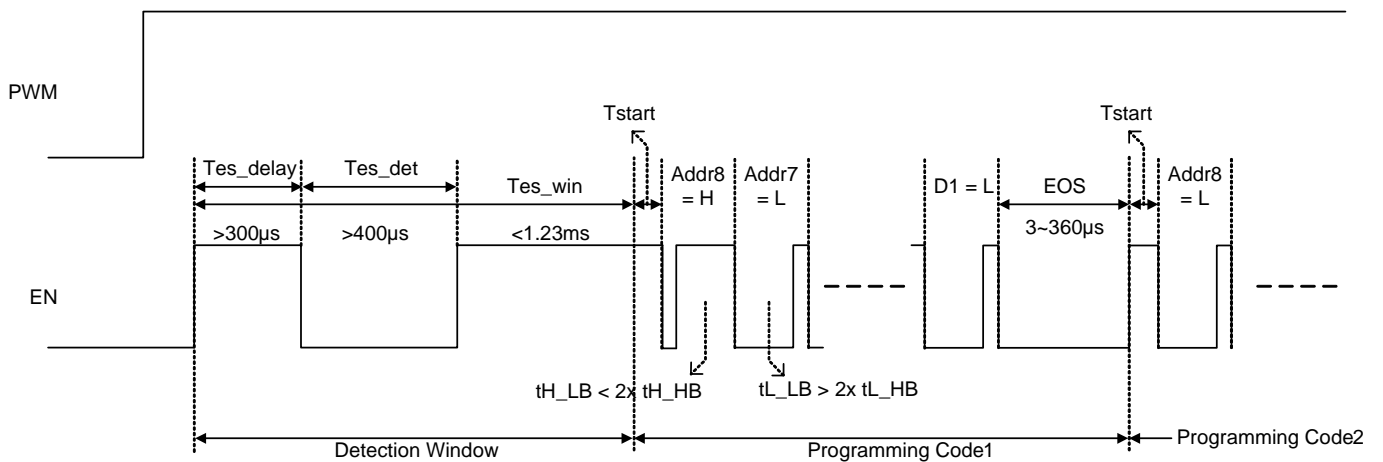 PWM
Tstart
Tstart
Tes_delay
Tes_det
Tes_win
Addr8
= H
Addr7
= L
D1 = L
EOS
Addr8
= L
>300µs
>400µs
<1.23ms
3~360µs
EN
tH_LB < 2x tH_HB
tL_LB > 2x tL_HB
Detection Window
Programming Code1
Programming Code2